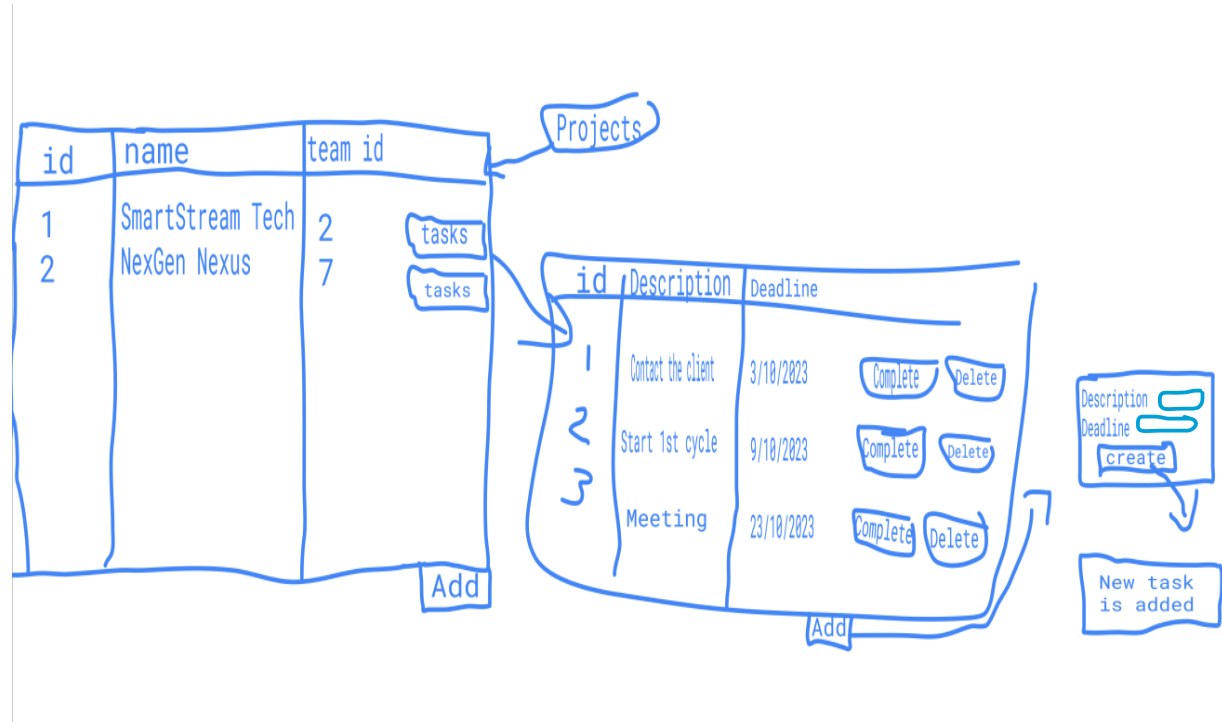 Projects
id name team id
1 SmartStream Tech 2 tasks
2 NexGen Nexus 7 tasks
Add
id Description Deadline
1 Contact the client 3/10/2023 Complete Delete
2 Start 1st cycle 9/10/2023 Complete Delete
3 Meeting 23/10/2023 Complete Delete
Add
Description
Deadline
create
New task
is added